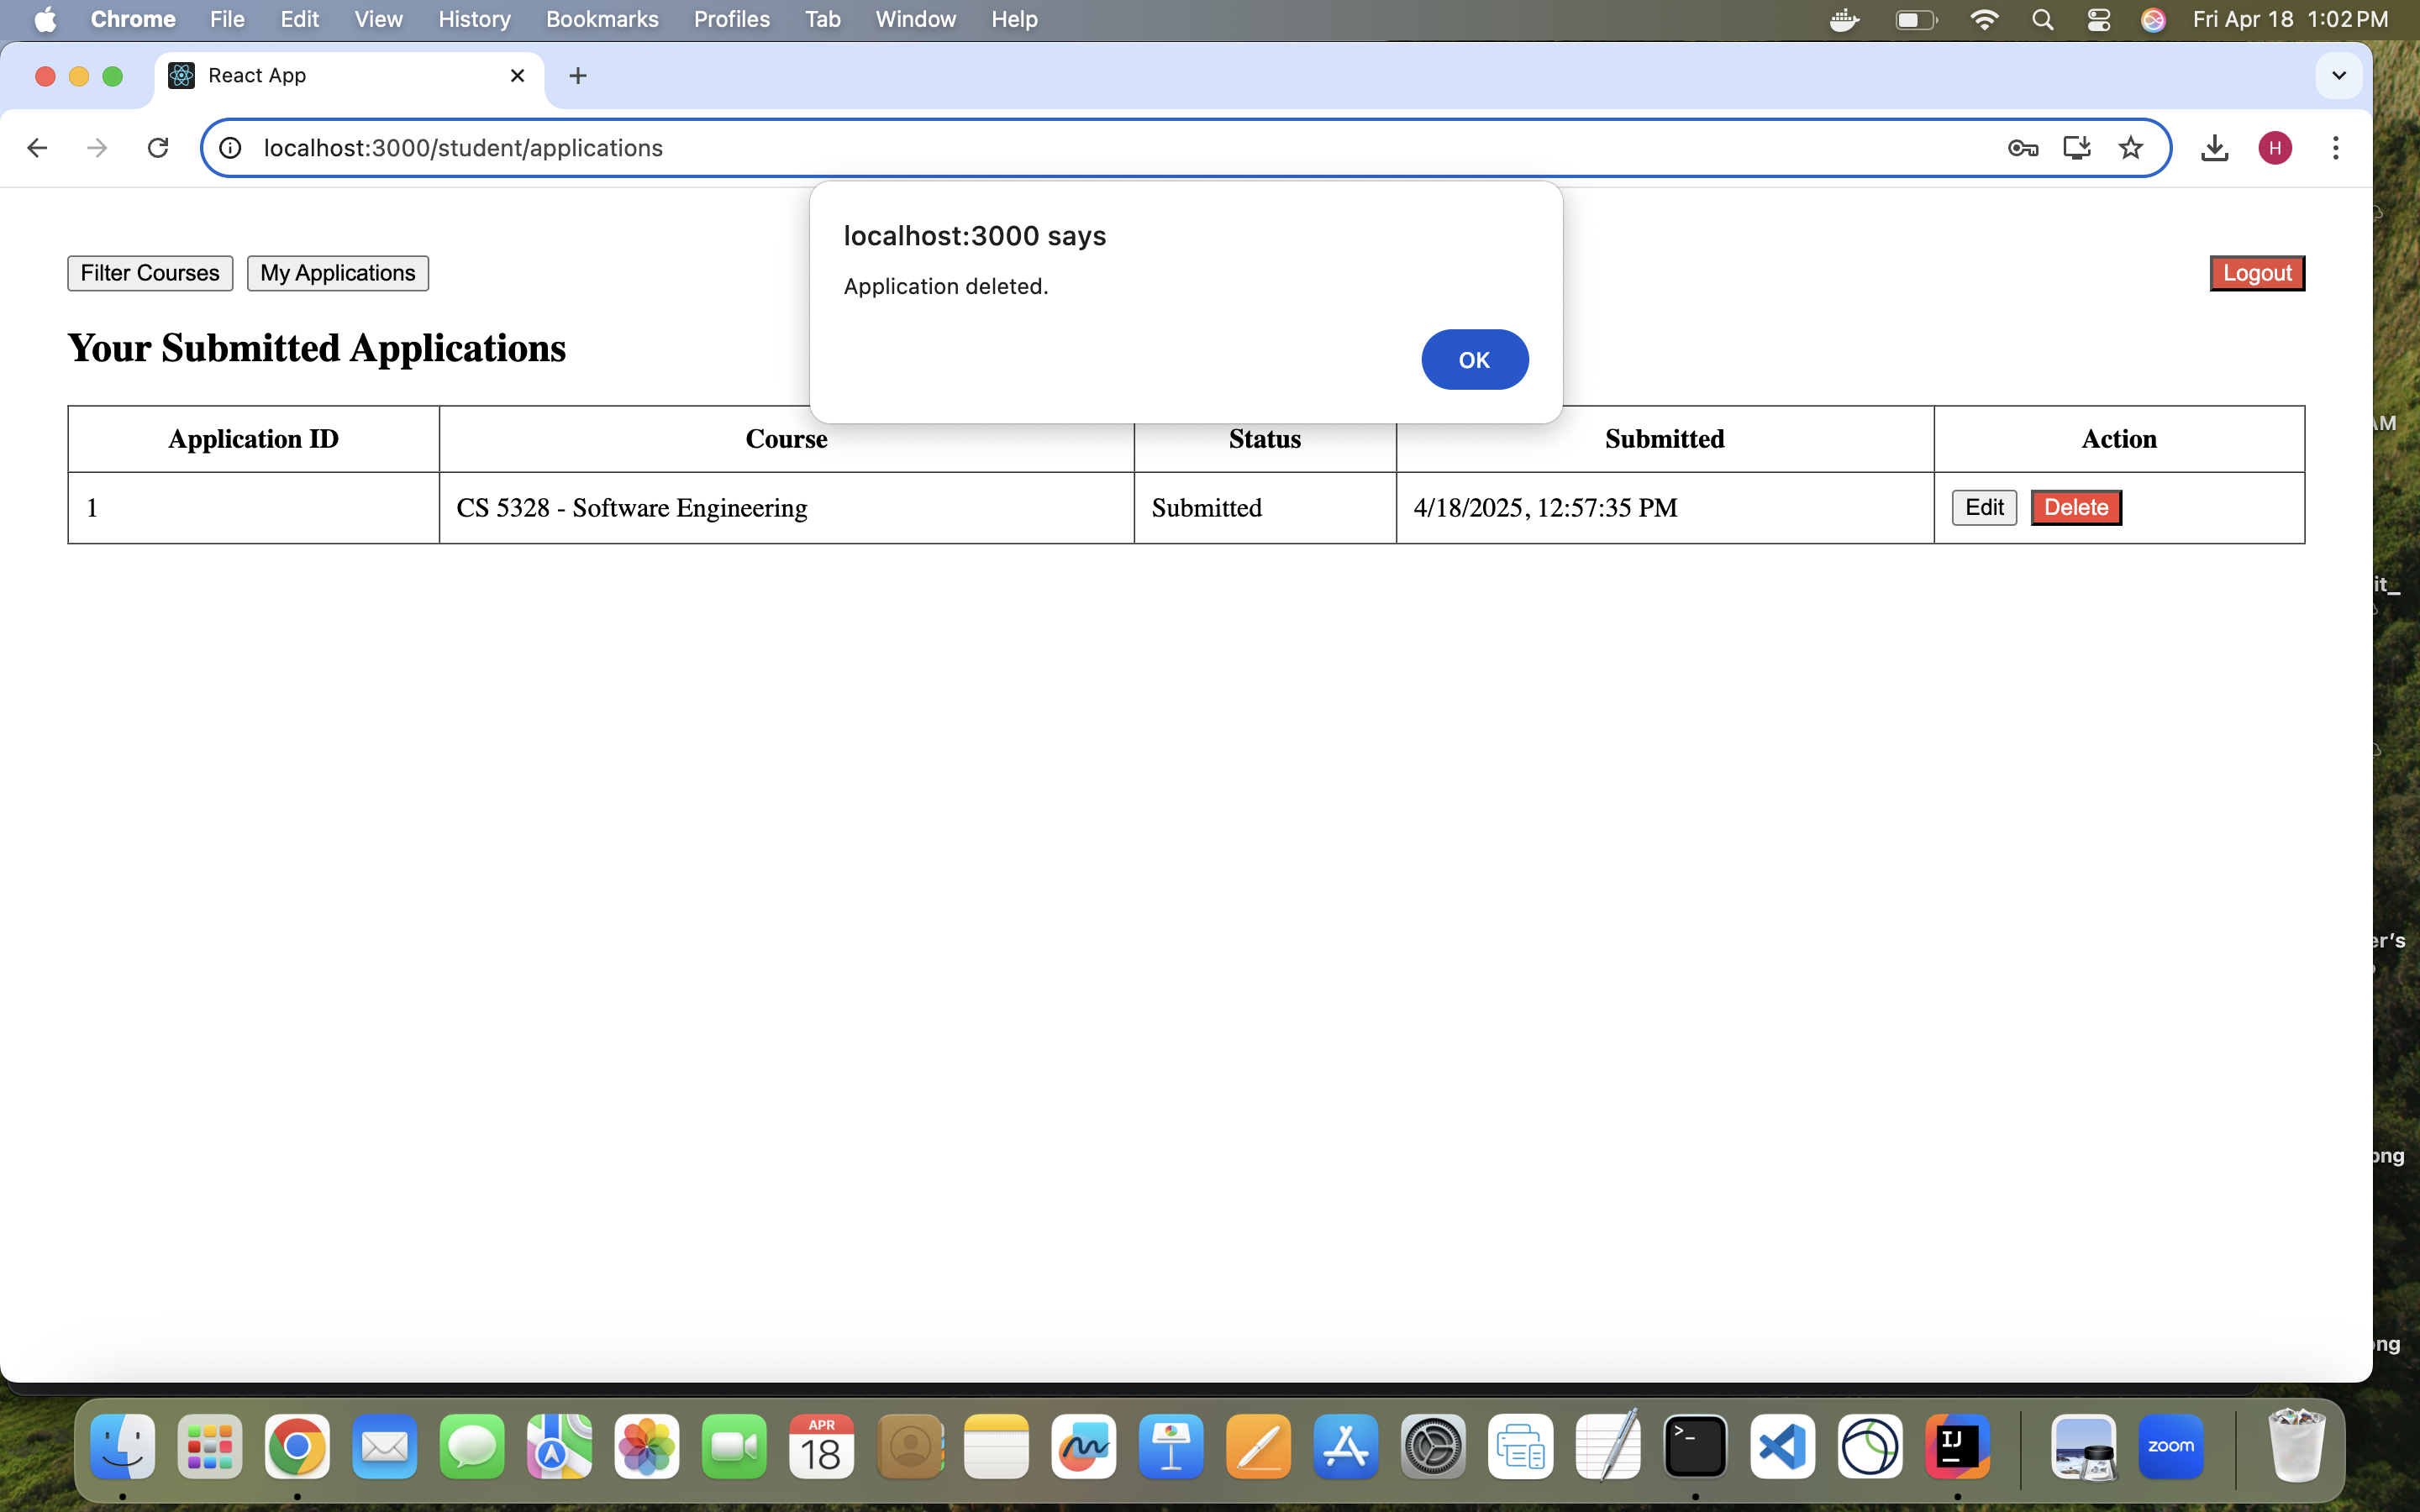 Chrome File Edit View History Bookmarks Profiles Tab Window Help Fri Apr 18 1:02 PM
React App
localhost:3000/student/applications H
localhost:3000 says
Application deleted.
OK
Filter Courses My Applications Logout
Your Submitted Applications
Application ID Course Status Submitted Action
1 CS 5328 - Software Engineering Submitted 4/18/2025, 12:57:35 PM Edit Delete
AM
it_
er's
png
ng
APR
18
>_
IJ
zoom